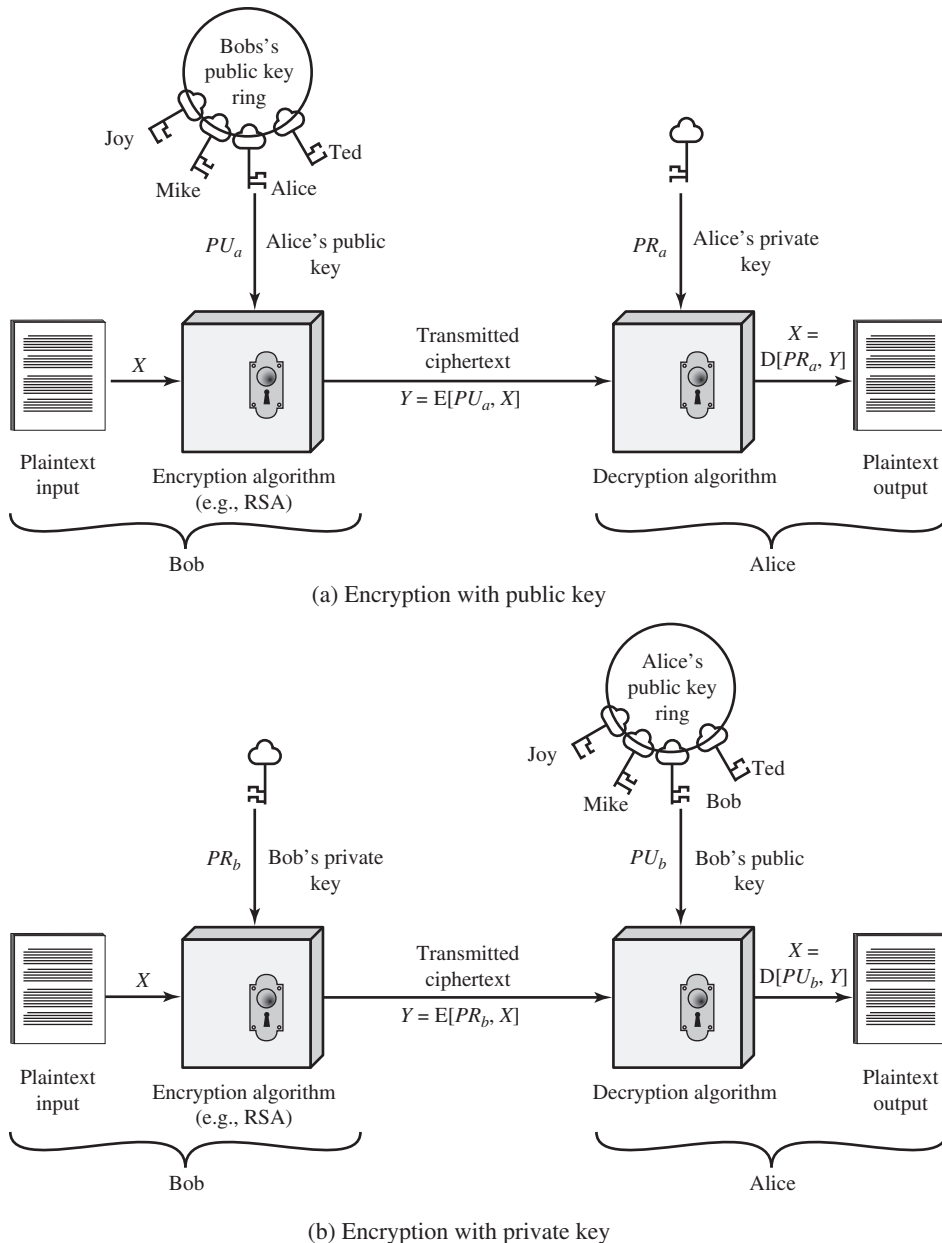 Bobs's
public key
ring
Joy
Ted
Mike
Alice
PUa
Alice's public
key
PRa
Alice's private
key
X
Transmitted
ciphertext
Y = E[PUa, X]
X =
D[PRa, Y]
Plaintext
input
Encryption algorithm
(e.g., RSA)
Decryption algorithm
Plaintext
output
Bob
Alice
(a) Encryption with public key
Alice's
public key
ring
Joy
Ted
Mike
Bob
PRb
Bob's private
key
PUb
Bob's public
key
X
Transmitted
ciphertext
Y = E[PRb, X]
X =
D[PUb, Y]
Plaintext
input
Encryption algorithm
(e.g., RSA)
Decryption algorithm
Plaintext
output
Bob
Alice
(b) Encryption with private key